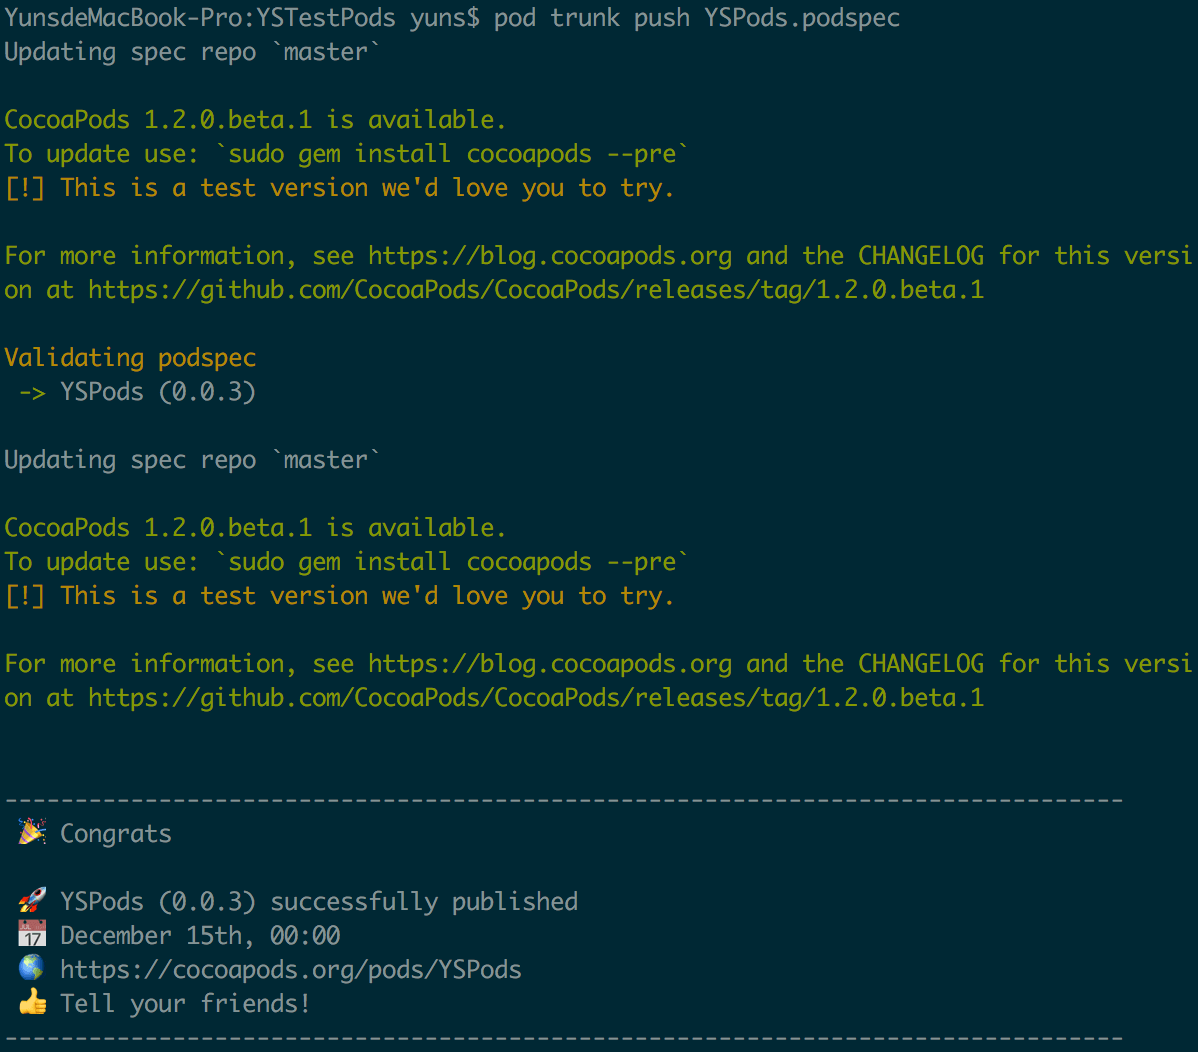 YunsdeMacBook-Pro:YSTestPods yuns$ pod trunk push YSPods.podspec
Updating spec repo `master`
CocoaPods 1.2.0.beta.1 is available.
To update use: `sudo gem install cocoapods --pre`
[!] This is a test version we'd love you to try.
For more information, see https://blog.cocoapods.org and the CHANGELOG for this versi
on at https://github.com/CocoaPods/CocoaPods/releases/tag/1.2.0.beta.1
Validating podspec
-> YSPods (0.0.3)
Updating spec repo `master`
CocoaPods 1.2.0.beta.1 is available.
To update use: `sudo gem install cocoapods --pre`
[!] This is a test version we'd love you to try.
For more information, see https://blog.cocoapods.org and the CHANGELOG for this versi
on at https://github.com/CocoaPods/CocoaPods/releases/tag/1.2.0.beta.1
--------------------------------------------------------------------------------
🎉 Congrats
🚀 YSPods (0.0.3) successfully published
📅 December 15th, 00:00
🌎 https://cocoapods.org/pods/YSPods
👍 Tell your friends!
--------------------------------------------------------------------------------